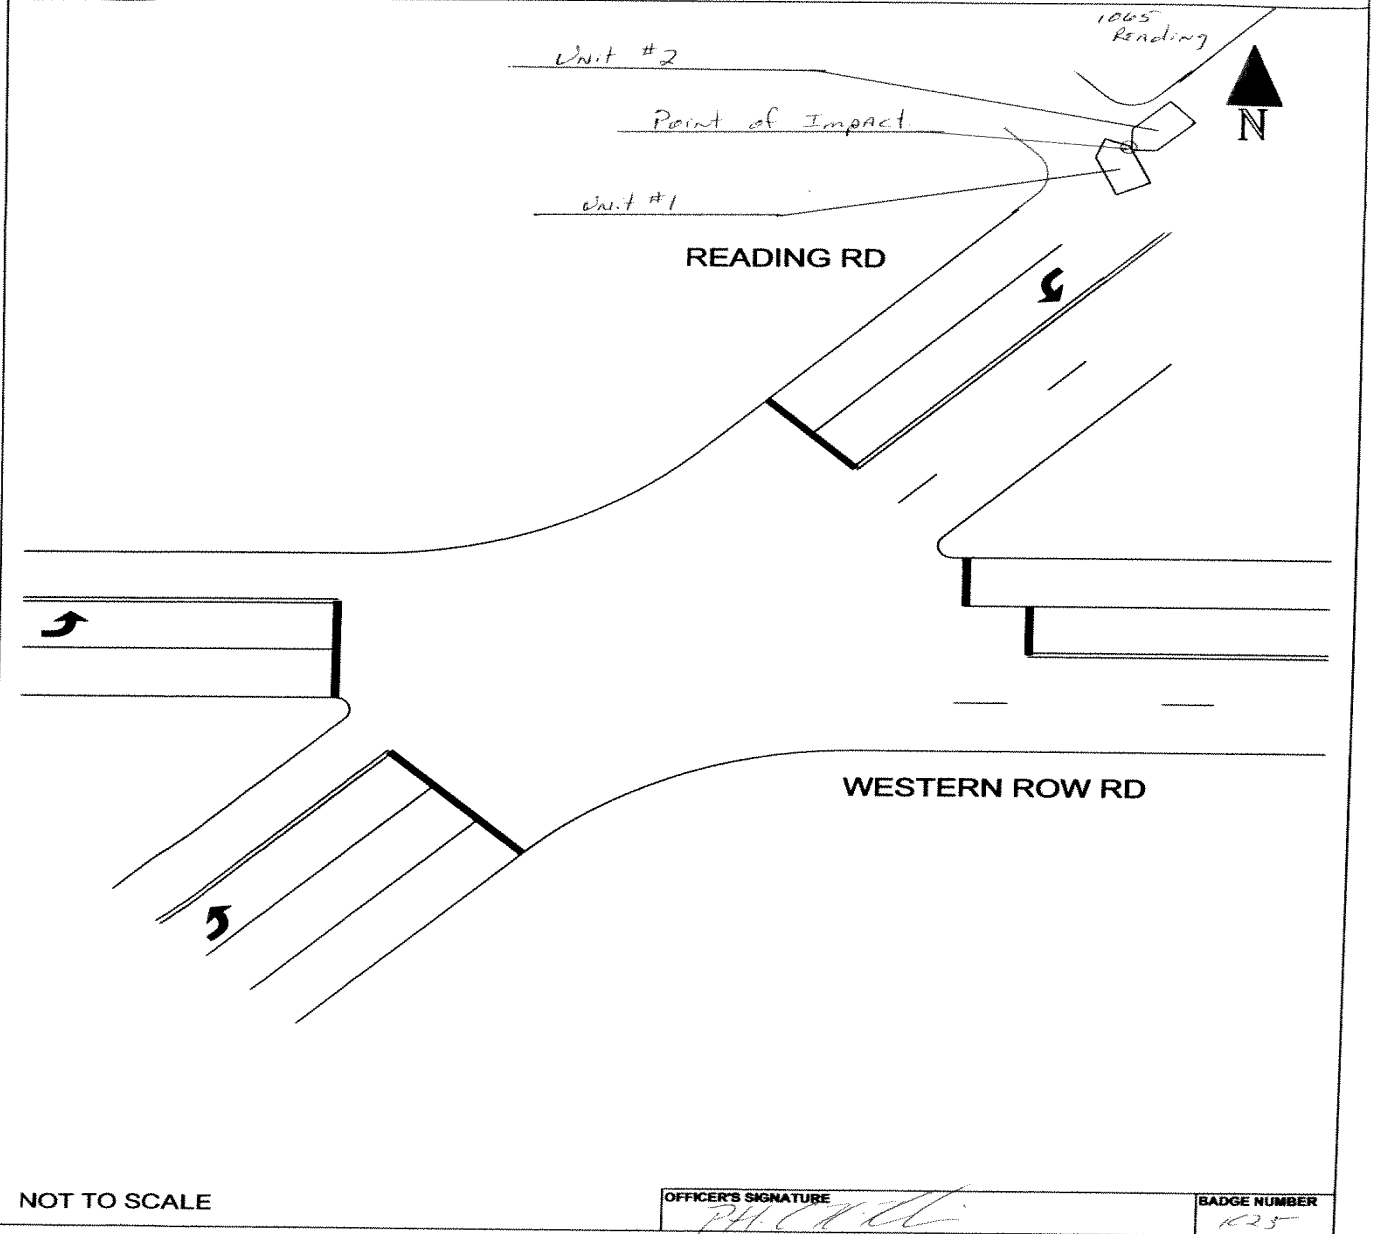 1065
Reading
Unit #2
Point of Impact
N
Unit #1
READING RD
WESTERN ROW RD
NOT TO SCALE
OFFICER'S SIGNATURE
BADGE NUMBER